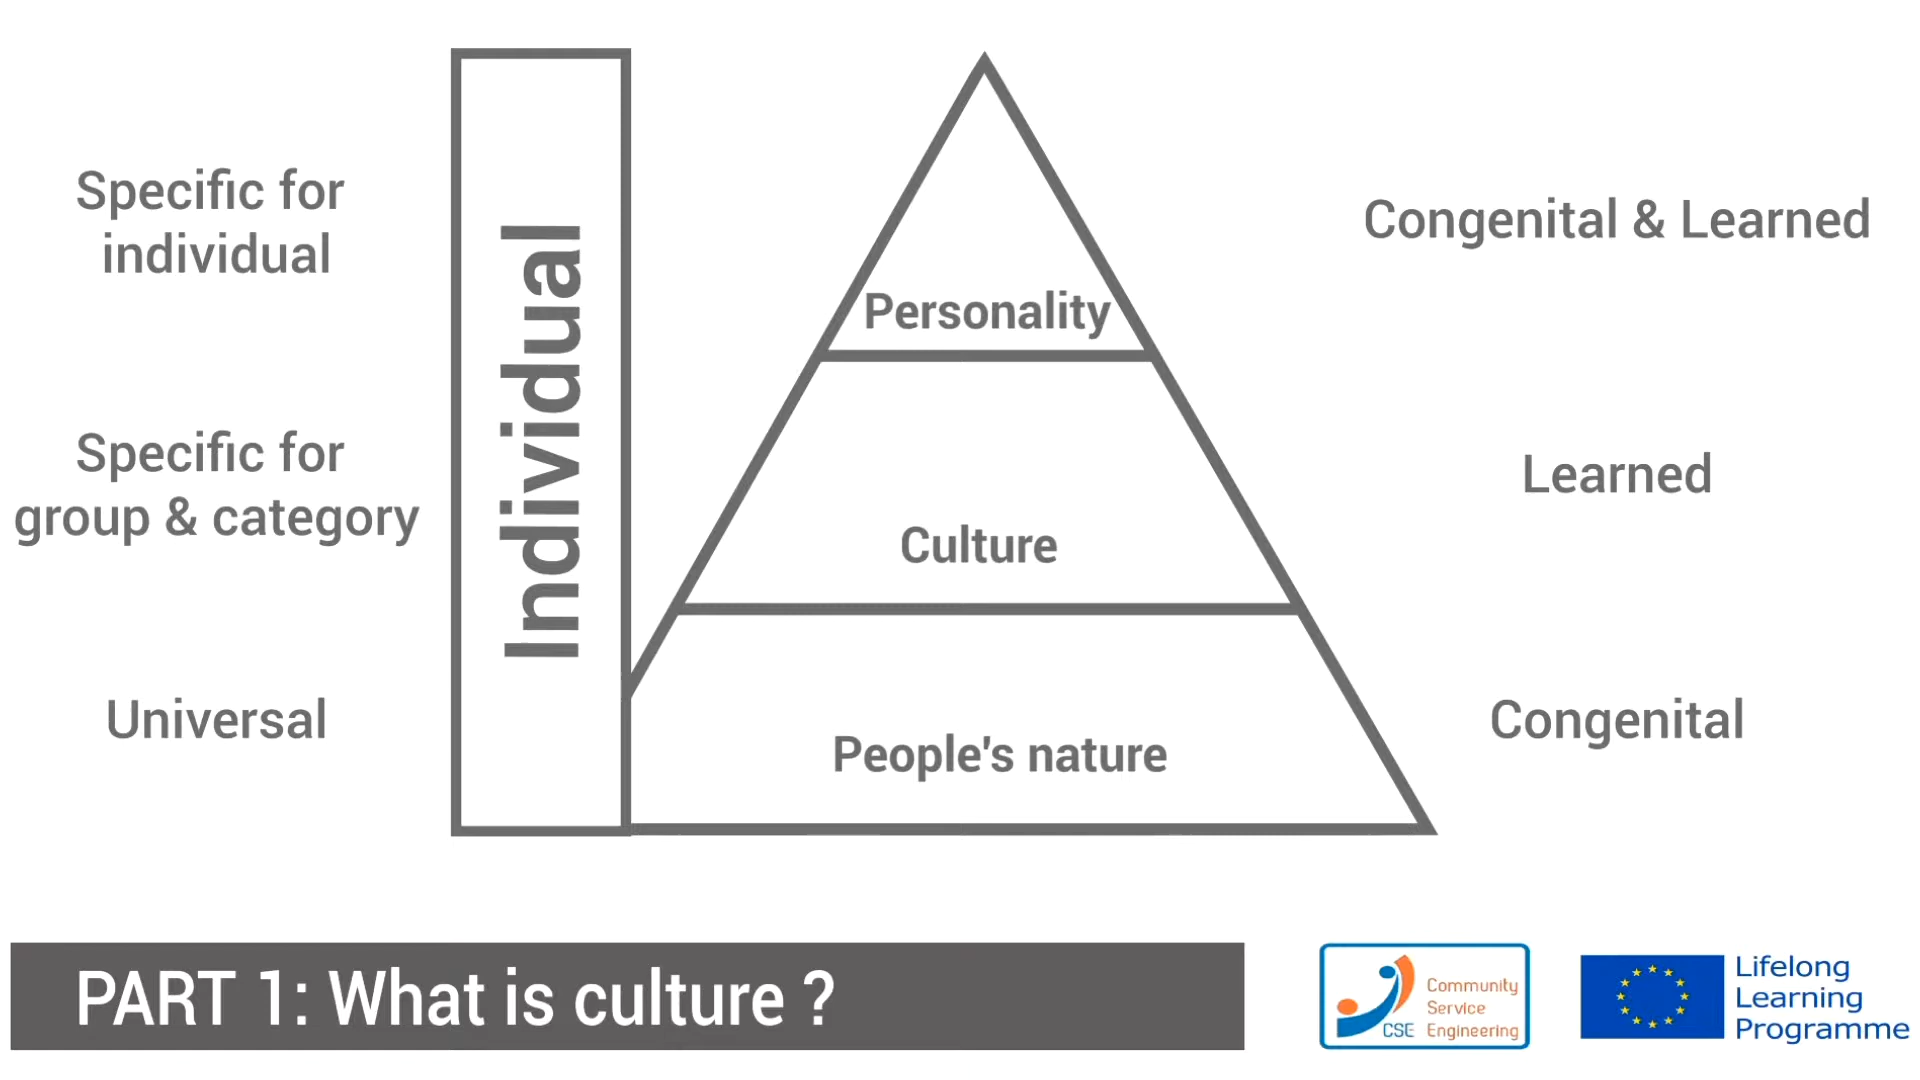 Specific for
individual
Specific for
group & category
Universal
Individual
Personality
Culture
People's nature
Congenital & Learned
Learned
Congenital
PART 1: What is culture ?
CSE
Community
Service
Engineering
Lifelong
Learning
Programme